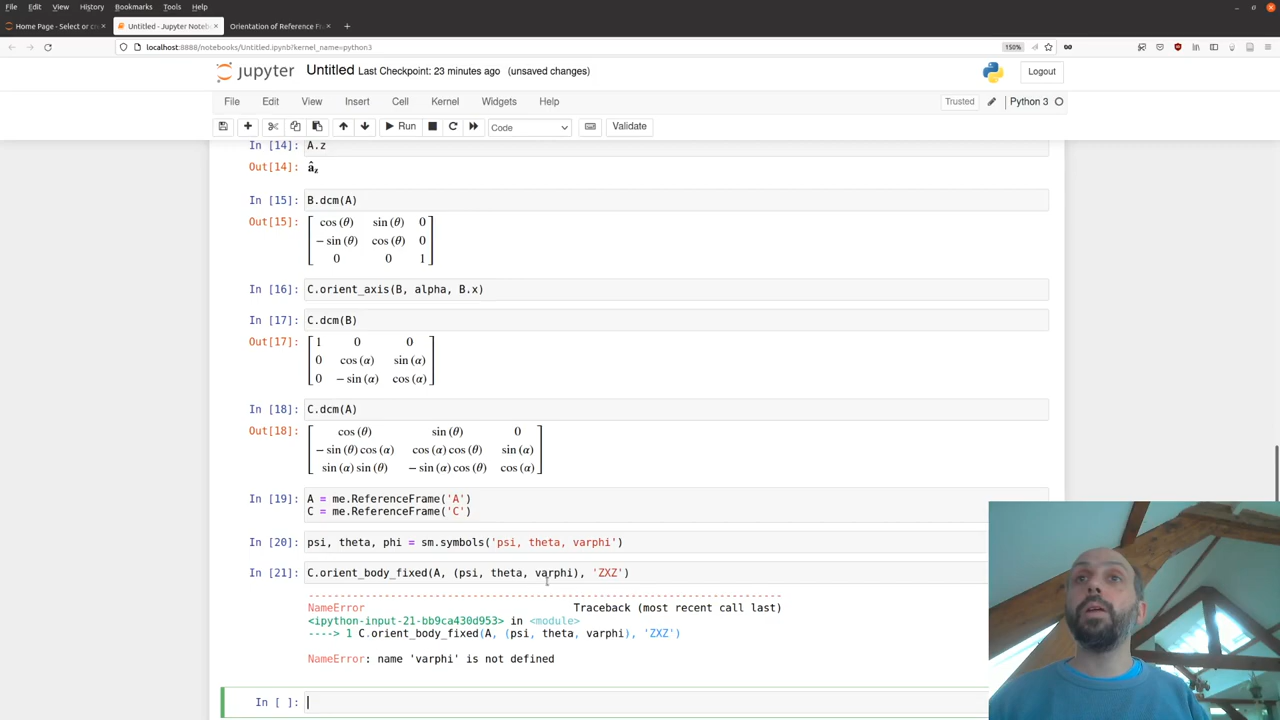 File Edit View History Bookmarks Tools Help
Home Page - Select or cr
Untitled - Jupyter Noteb
Orientation of Reference Fr
localhost:8888/notebooks/Untitled.ipynb?kernel_name=python3
150%
jupyter Untitled Last Checkpoint: 23 minutes ago (unsaved changes)
Logout
File Edit View Insert Cell Kernel Widgets Help
Trusted
Python 3
Run
Code
Validate
In [14]: A.z
Out[14]: âz
In [15]: B.dcm(A)
Out[15]:
cos (θ) sin (θ) 0
− sin (θ) cos (θ) 0
0 0 1
In [16]: C.orient_axis(B, alpha, B.x)
In [17]: C.dcm(B)
Out[17]:
1 0 0
0 cos (α) sin (α)
0 − sin (α) cos (α)
In [18]: C.dcm(A)
Out[18]:
cos (θ) sin (θ) 0
− sin (θ) cos (α) cos (α) cos (θ) sin (α)
sin (α) sin (θ) − sin (α) cos (θ) cos (α)
In [19]: A = me.ReferenceFrame('A')
C = me.ReferenceFrame('C')
In [20]: psi, theta, phi = sm.symbols('psi, theta, varphi')
In [21]: C.orient_body_fixed(A, (psi, theta, varphi), 'ZXZ')
---------------------------------------------------------------------------
NameError Traceback (most recent call last)
<ipython-input-21-bb9ca430d953> in <module>
----> 1 C.orient_body_fixed(A, (psi, theta, varphi), 'ZXZ')
NameError: name 'varphi' is not defined
In [ ]: